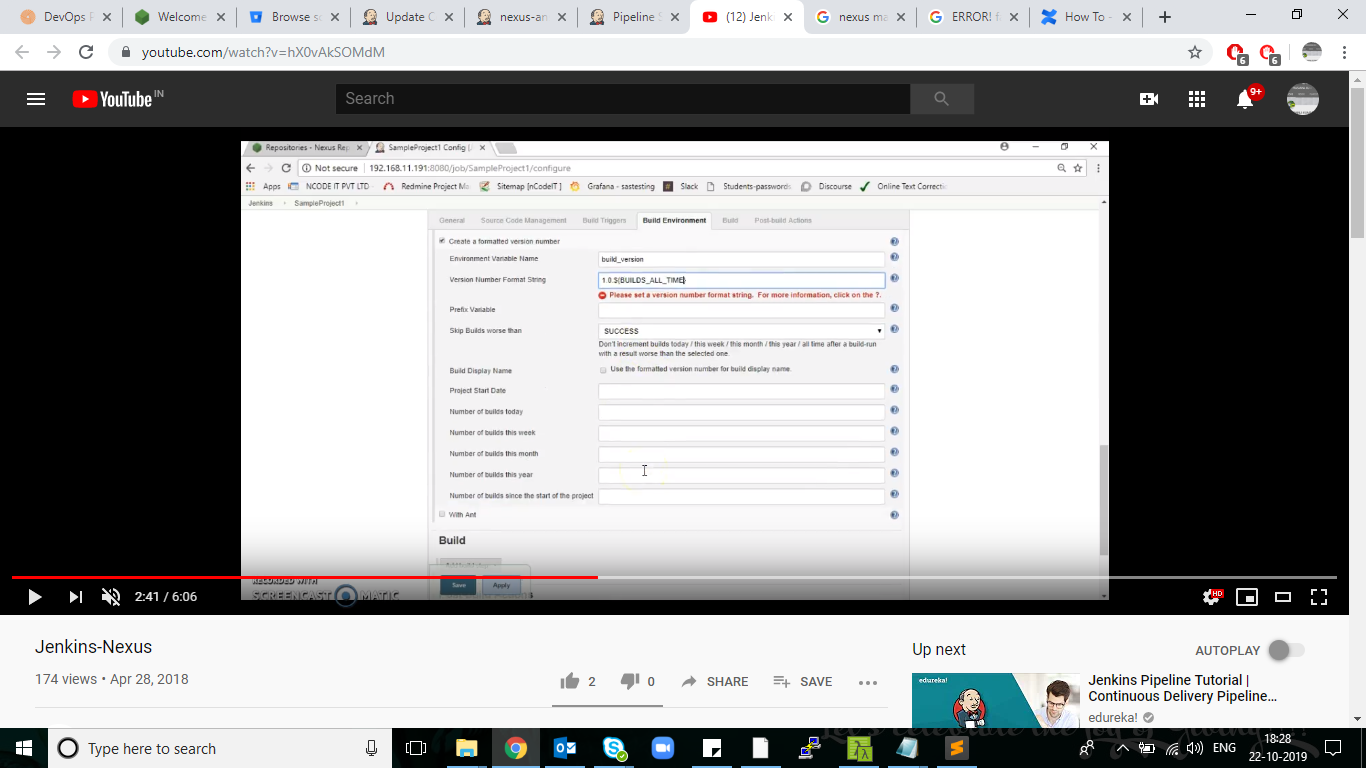 DevOps P
Welcome
Browse so
Update C
nexus-an
Pipeline S
(12) Jenk
nexus ma
ERROR! f
How To -
youtube.com/watch?v=hX0vAkSOMdM
6
6
YouTube IN
Search
9+
Repositories - Nexus Rep
SampleProject1 Config [J
Not secure
192.168.11.191:8080/job/SampleProject1/configure
Apps
NCODE IT PVT LTD
Redmine Project Ma
Sitemap [nCodeIT ]
Grafana - sastesting
Slack
Students-passwords
Discourse
Online Text Correctio
Jenkins
SampleProject1
General
Source Code Management
Build Triggers
Build Environment
Build
Post-build Actions
Create a formatted version number
Environment Variable Name
build_version
Version Number Format String
1.0.${BUILDS_ALL_TIME}
Please set a version number format string. For more information, click on the ?.
Prefix Variable
Skip Builds worse than
SUCCESS
Don't increment builds today / this week / this month / this year / all time after a build-run
with a result worse than the selected one.
Build Display Name
Use the formatted version number for build display name.
Project Start Date
Number of builds today
Number of builds this week
Number of builds this month
Number of builds this year
Number of builds since the start of the project
With Ant
Build
Save
Apply
RECORDED WITH
SCREENCAST MATIC
2:41 / 6:06
HD
Jenkins-Nexus
174 views • Apr 28, 2018
2
0
SHARE
SAVE
Up next
AUTOPLAY
edureka!
Jenkins Pipeline Tutorial |
Continuous Delivery Pipeline...
edureka!
Type here to search
ENG
18:28
22-10-2019